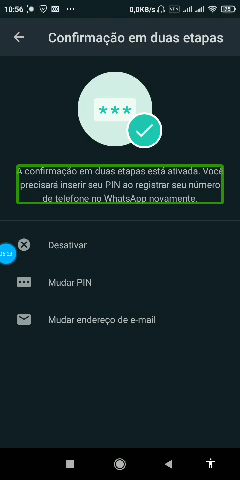 10:56 0,0KB/s
Confirmação em duas etapas
***
A confirmação em duas etapas está ativada. Você
precisará inserir seu PIN ao registrar seu número
de telefone no WhatsApp novamente.
Desativar
Mudar PIN
Mudar endereço de e-mail